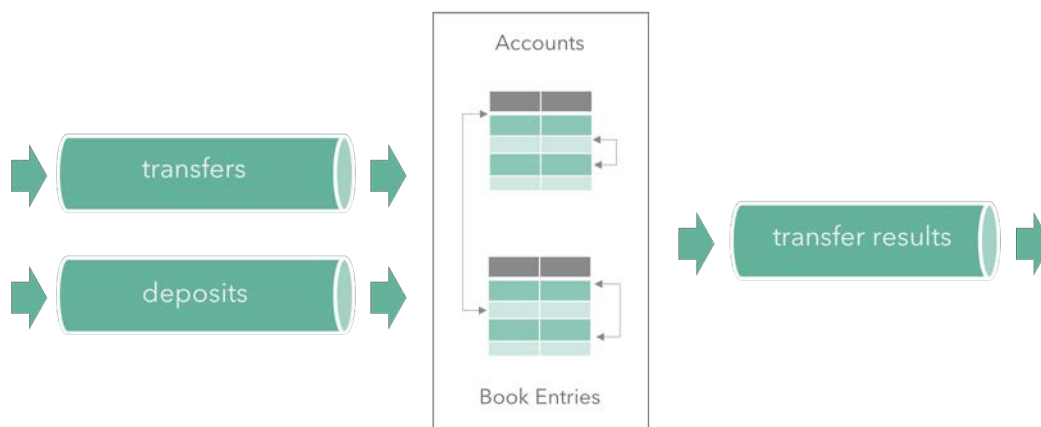 Accounts
transfers
deposits
transfer results
Book Entries